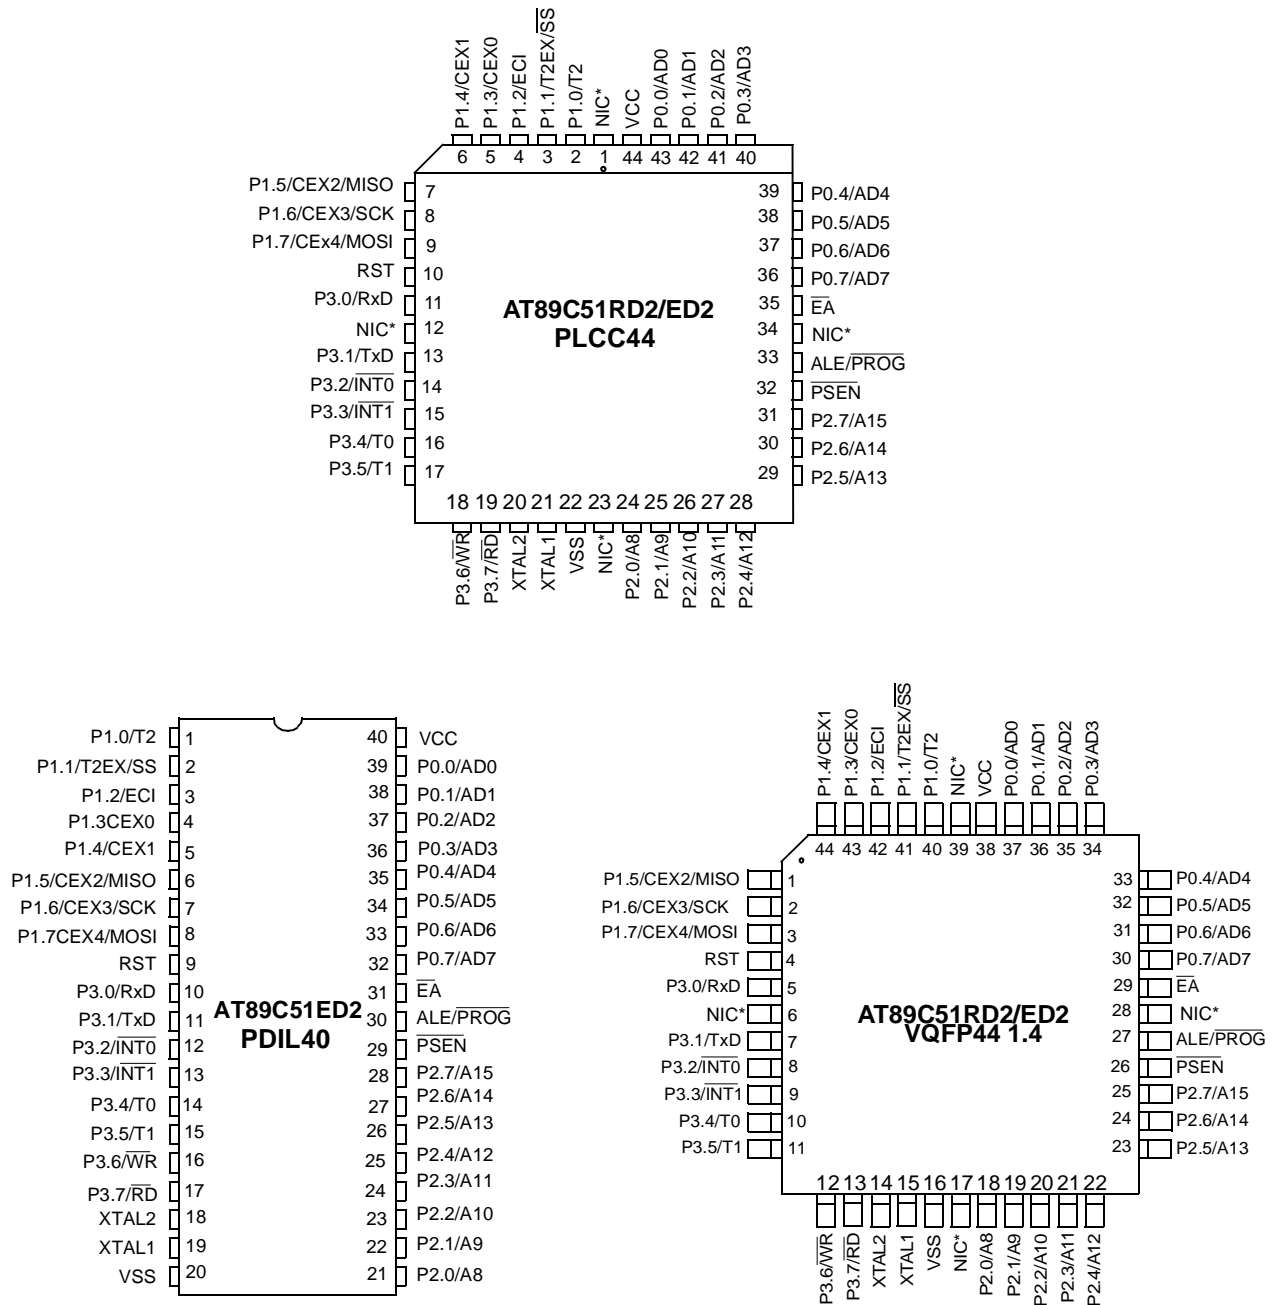 P1.4/CEX1
P1.3/CEX0
P1.2/ECI
P1.1/T2EX/S̅S̅
P1.0/T2
NIC*
VCC
P0.0/AD0
P0.1/AD1
P0.2/AD2
P0.3/AD3
6 5 4 3 2 1 44 43 42 41 40
P1.5/CEX2/MISO 7
P1.6/CEX3/SCK 8
P1.7/CEx4/MOSI 9
RST 10
P3.0/RxD 11
NIC* 12
P3.1/TxD 13
P3.2/I̅N̅T̅0̅ 14
P3.3/I̅N̅T̅1̅ 15
P3.4/T0 16
P3.5/T1 17
AT89C51RD2/ED2
PLCC44
39 P0.4/AD4
38 P0.5/AD5
37 P0.6/AD6
36 P0.7/AD7
35 E̅A̅
34 NIC*
33 ALE/P̅R̅O̅G̅
32 P̅S̅E̅N̅
31 P2.7/A15
30 P2.6/A14
29 P2.5/A13
18 19 20 21 22 23 24 25 26 27 28
P3.6/W̅R̅
P3.7/R̅D̅
XTAL2
XTAL1
VSS
NIC*
P2.0/A8
P2.1/A9
P2.2/A10
P2.3/A11
P2.4/A12
P1.0/T2 1
P1.1/T2EX/SS 2
P1.2/ECI 3
P1.3CEX0 4
P1.4/CEX1 5
P1.5/CEX2/MISO 6
P1.6/CEX3/SCK 7
P1.7CEX4/MOSI 8
RST 9
P3.0/RxD 10
P3.1/TxD 11
P3.2/I̅N̅T̅0̅ 12
P3.3/I̅N̅T̅1̅ 13
P3.4/T0 14
P3.5/T1 15
P3.6/W̅R̅ 16
P3.7/R̅D̅ 17
XTAL2 18
XTAL1 19
VSS 20
AT89C51ED2
PDIL40
40 VCC
39 P0.0/AD0
38 P0.1/AD1
37 P0.2/AD2
36 P0.3/AD3
35 P0.4/AD4
34 P0.5/AD5
33 P0.6/AD6
32 P0.7/AD7
31 E̅A̅
30 ALE/P̅R̅O̅G̅
29 P̅S̅E̅N̅
28 P2.7/A15
27 P2.6/A14
26 P2.5/A13
25 P2.4/A12
24 P2.3/A11
23 P2.2/A10
22 P2.1/A9
21 P2.0/A8
P1.4/CEX1
P1.3/CEX0
P1.2/ECI
P1.1/T2EX/S̅S̅
P1.0/T2
NIC*
VCC
P0.0/AD0
P0.1/AD1
P0.2/AD2
P0.3/AD3
44 43 42 41 40 39 38 37 36 35 34
P1.5/CEX2/MISO 1
P1.6/CEX3/SCK 2
P1.7/CEX4/MOSI 3
RST 4
P3.0/RxD 5
NIC* 6
P3.1/TxD 7
P3.2/I̅N̅T̅0̅ 8
P3.3/I̅N̅T̅1̅ 9
P3.4/T0 10
P3.5/T1 11
AT89C51RD2/ED2
VQFP44 1.4
33 P0.4/AD4
32 P0.5/AD5
31 P0.6/AD6
30 P0.7/AD7
29 E̅A̅
28 NIC*
27 ALE/P̅R̅O̅G̅
26 P̅S̅E̅N̅
25 P2.7/A15
24 P2.6/A14
23 P2.5/A13
12 13 14 15 16 17 18 19 20 21 22
P3.6/W̅R̅
P3.7/R̅D̅
XTAL2
XTAL1
VSS
NIC*
P2.0/A8
P2.1/A9
P2.2/A10
P2.3/A11
P2.4/A12